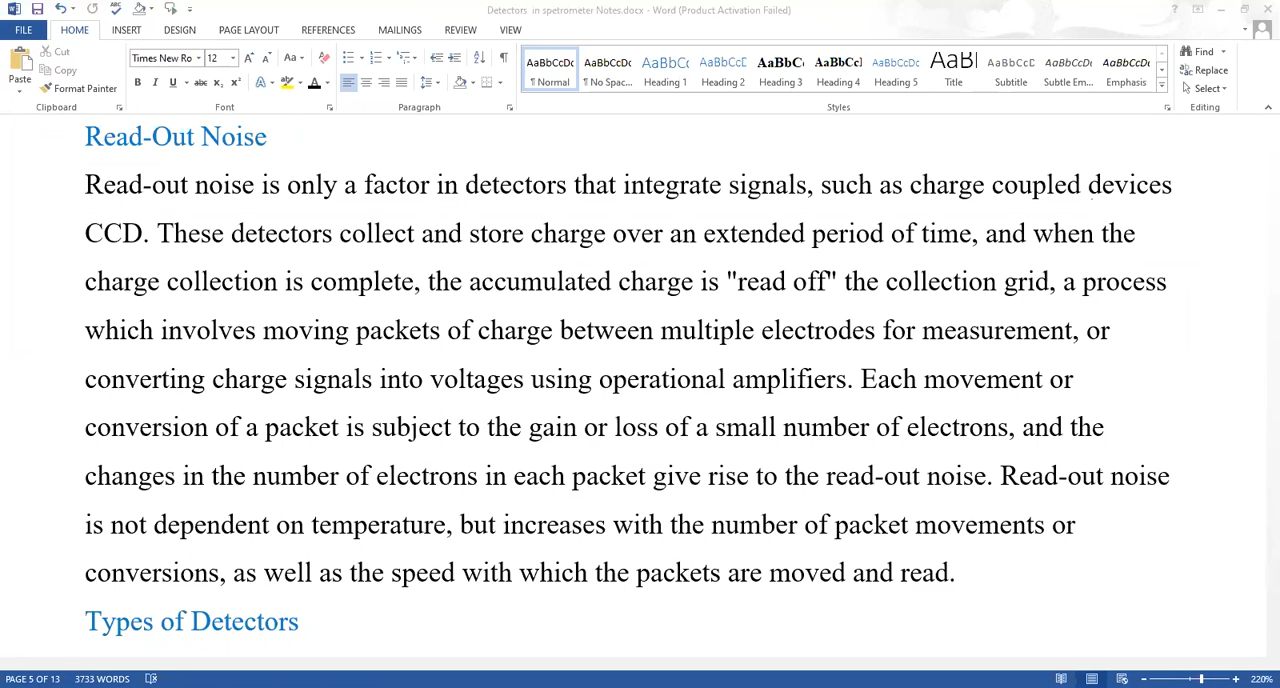 Detectors in spetrometer Notes.docx - Word (Product Activation Failed)
FILE HOME INSERT DESIGN PAGE LAYOUT REFERENCES MAILINGS REVIEW VIEW
Paste
Cut
Copy
Format Painter
Clipboard
Times New Ro 12
Font
Paragraph
AaBbCcDc AaBbCcDc AaBbCc AaBbCcE AaBbC AaBbCc AaBbCcDc AaBl AaBbCcD AaBbCcDc AaBbCcDc
¶ Normal ¶ No Spac... Heading 1 Heading 2 Heading 3 Heading 4 Heading 5 Title Subtitle Subtle Em... Emphasis
Styles
Find
Replace
Select
Editing
Read-Out Noise
Read-out noise is only a factor in detectors that integrate signals, such as charge coupled devices
CCD. These detectors collect and store charge over an extended period of time, and when the
charge collection is complete, the accumulated charge is "read off" the collection grid, a process
which involves moving packets of charge between multiple electrodes for measurement, or
converting charge signals into voltages using operational amplifiers. Each movement or
conversion of a packet is subject to the gain or loss of a small number of electrons, and the
changes in the number of electrons in each packet give rise to the read-out noise. Read-out noise
is not dependent on temperature, but increases with the number of packet movements or
conversions, as well as the speed with which the packets are moved and read.
Types of Detectors
PAGE 5 OF 13 3733 WORDS 220%